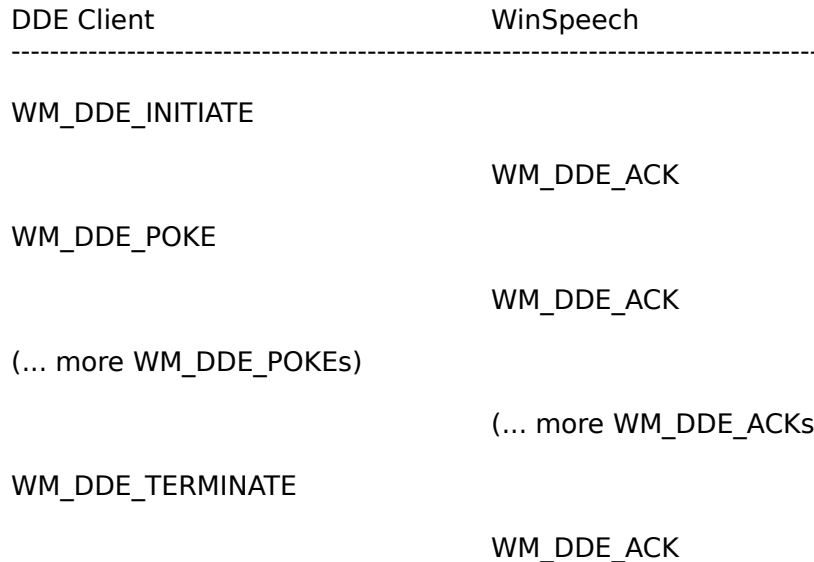 DDE Client WinSpeech
--------------------------------------------------------------------------------
WM_DDE_INITIATE
WM_DDE_ACK
WM_DDE_POKE
WM_DDE_ACK
(... more WM_DDE_POKEs)
(... more WM_DDE_ACKs
WM_DDE_TERMINATE
WM_DDE_ACK